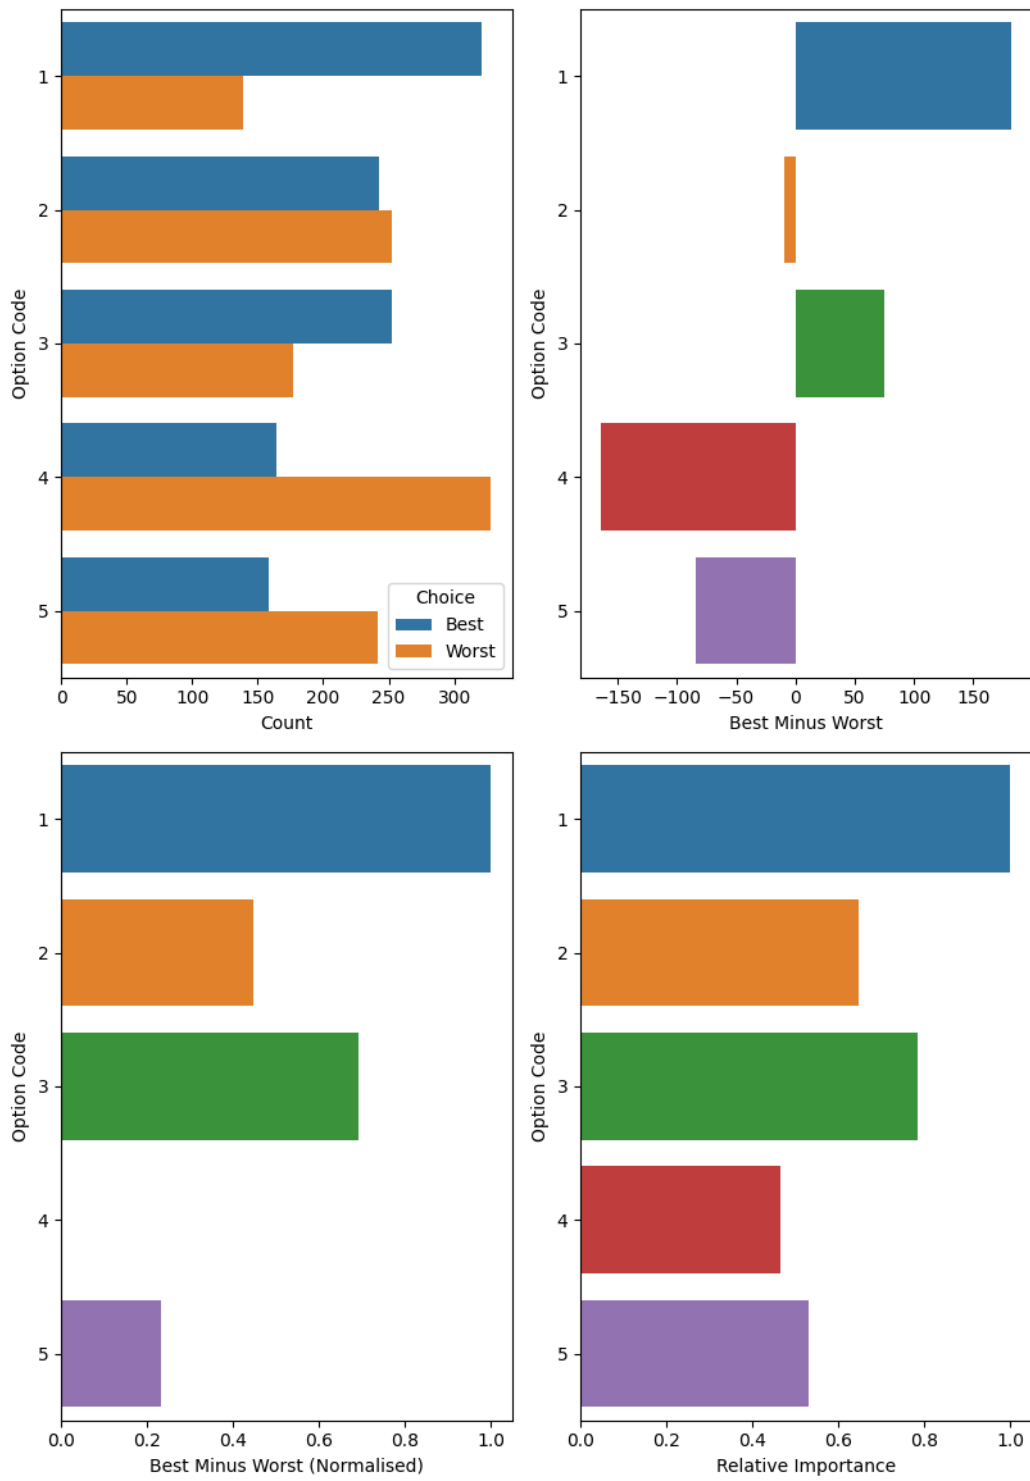 1
2
3
4
5
Option Code
Choice
Best
Worst
0 50 100 150 200 250 300
Count
1
2
3
4
5
Option Code
−150 −100 −50 0 50 100 150
Best Minus Worst
1
2
3
4
5
Option Code
0.0 0.2 0.4 0.6 0.8 1.0
Best Minus Worst (Normalised)
1
2
3
4
5
Option Code
0.0 0.2 0.4 0.6 0.8 1.0
Relative Importance